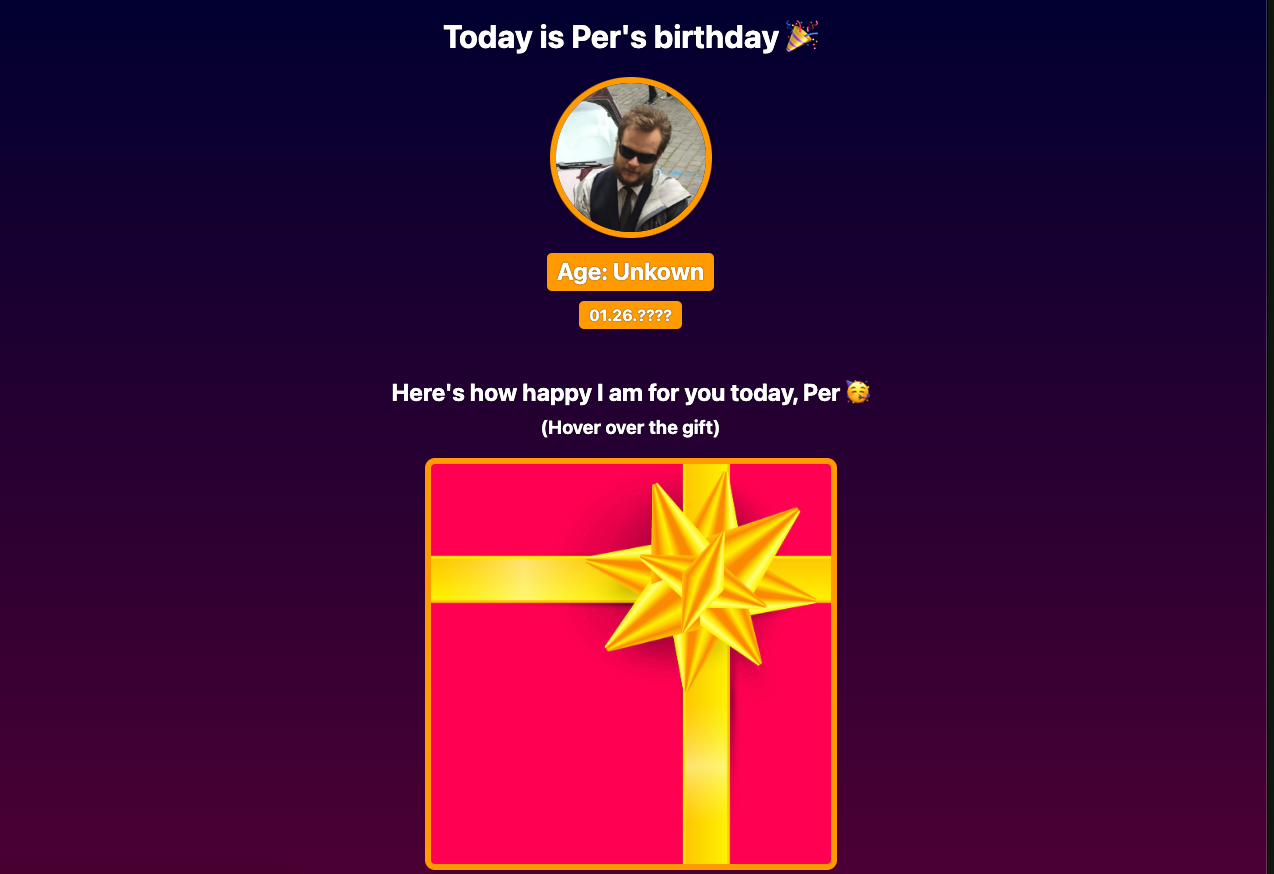 Today is Per's birthday 🎉
Age: Unkown
01.26.????
Here's how happy I am for you today, Per 🥳
(Hover over the gift)